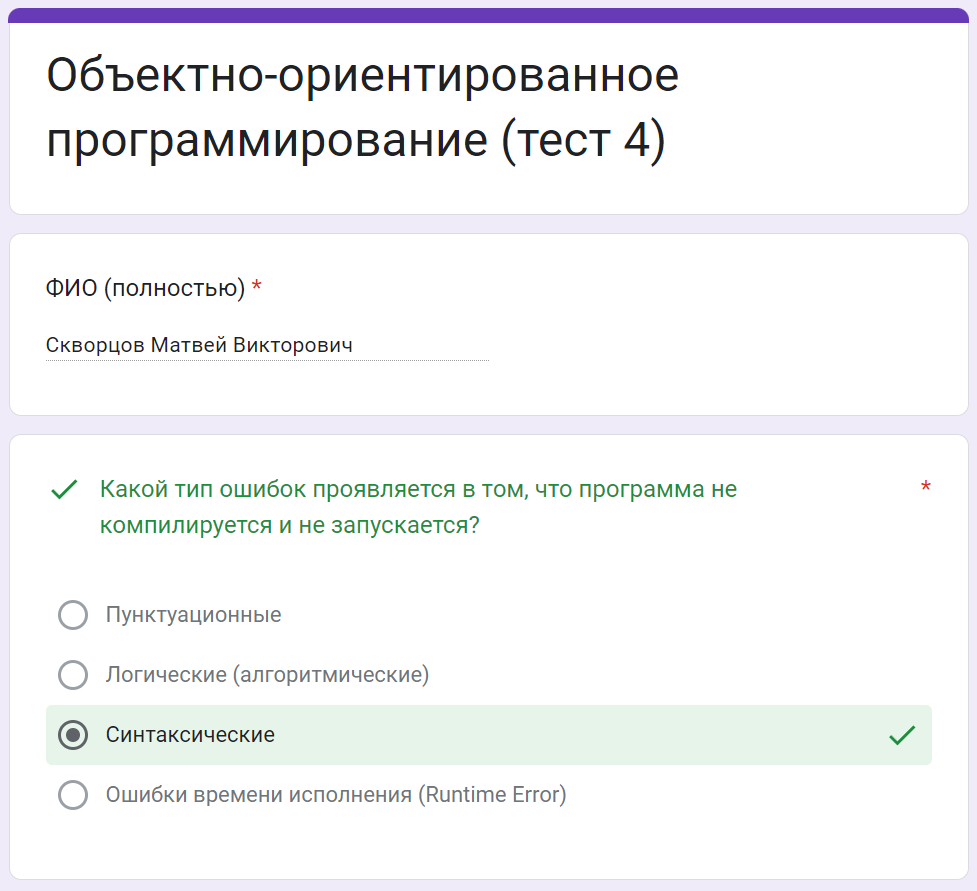 Объектно-ориентированное
программирование (тест 4)
ФИО (полностью) *
Скворцов Матвей Викторович
Какой тип ошибок проявляется в том, что программа не *
компилируется и не запускается?
Пунктуационные
Логические (алгоритмические)
Синтаксические
Ошибки времени исполнения (Runtime Error)